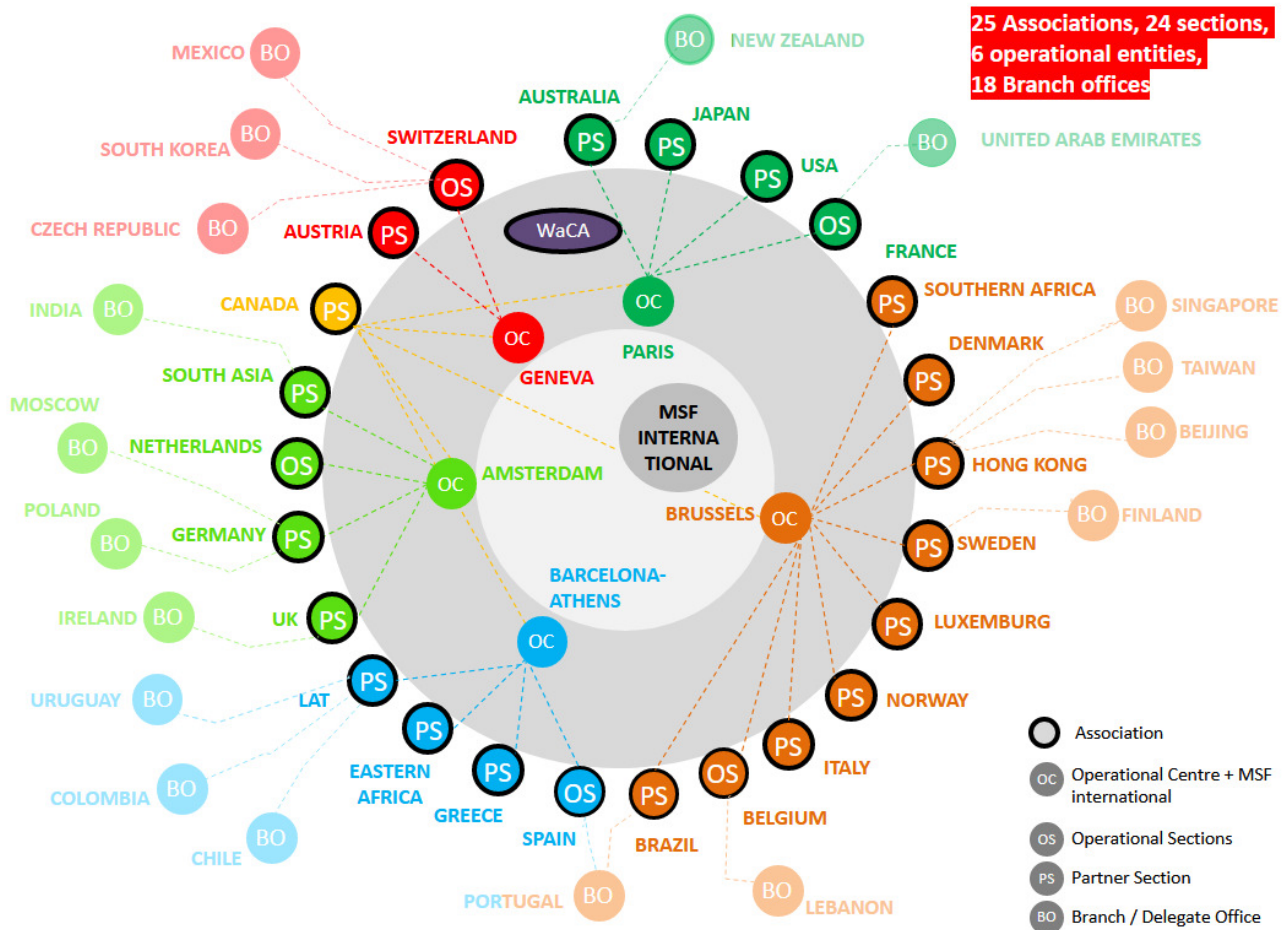 25 Associations, 24 sections,
6 operational entities,
18 Branch offices
MEXICO
BO
BO
NEW ZEALAND
AUSTRALIA
PS
JAPAN
PS
SOUTH KOREA
BO
SWITZERLAND
OS
USA
PS
BO
UNITED ARAB EMIRATES
CZECH REPUBLIC
BO
AUSTRIA
PS
WaCA
OS
FRANCE
INDIA
BO
CANADA
PS
OC
GENEVA
OC
PARIS
PS
SOUTHERN AFRICA
BO
SINGAPORE
SOUTH ASIA
PS
DENMARK
PS
BO
TAIWAN
MOSCOW
BO
NETHERLANDS
OS
OC
AMSTERDAM
MSF
INTERNA
TIONAL
PS
HONG KONG
BO
BEIJING
POLAND
BO
GERMANY
PS
BRUSSELS
OC
PS
SWEDEN
BO
FINLAND
IRELAND
BO
UK
PS
BARCELONA-
ATHENS
OC
PS
LUXEMBURG
URUGUAY
BO
LAT
PS
PS
NORWAY
COLOMBIA
BO
PS
EASTERN
AFRICA
PS
GREECE
OS
SPAIN
PS
BRAZIL
OS
BELGIUM
PS
ITALY
CHILE
BO
PORTUGAL
BO
BO
LEBANON
Association
OC
Operational Centre + MSF
international
OS
Operational Sections
PS
Partner Section
BO
Branch / Delegate Office